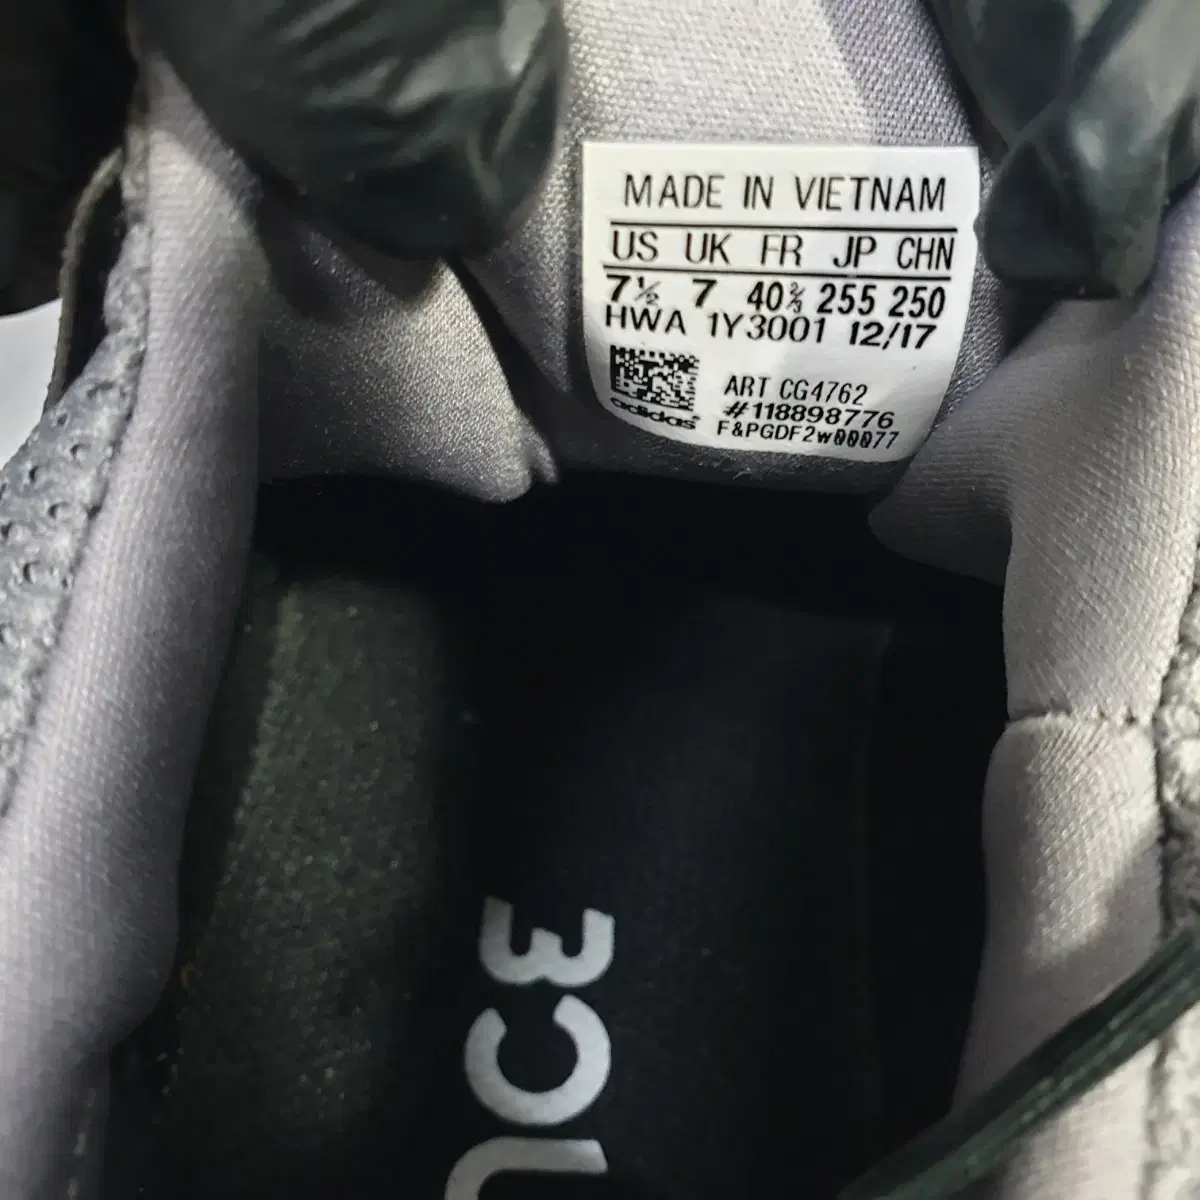 MADE IN VIETNAM
US UK FR JP CHN
7½ 7 40⅔ 255 250
HWA 1Y3001 12/17
ART CG4762
adidas
#118898776
F&PGDF2w00077